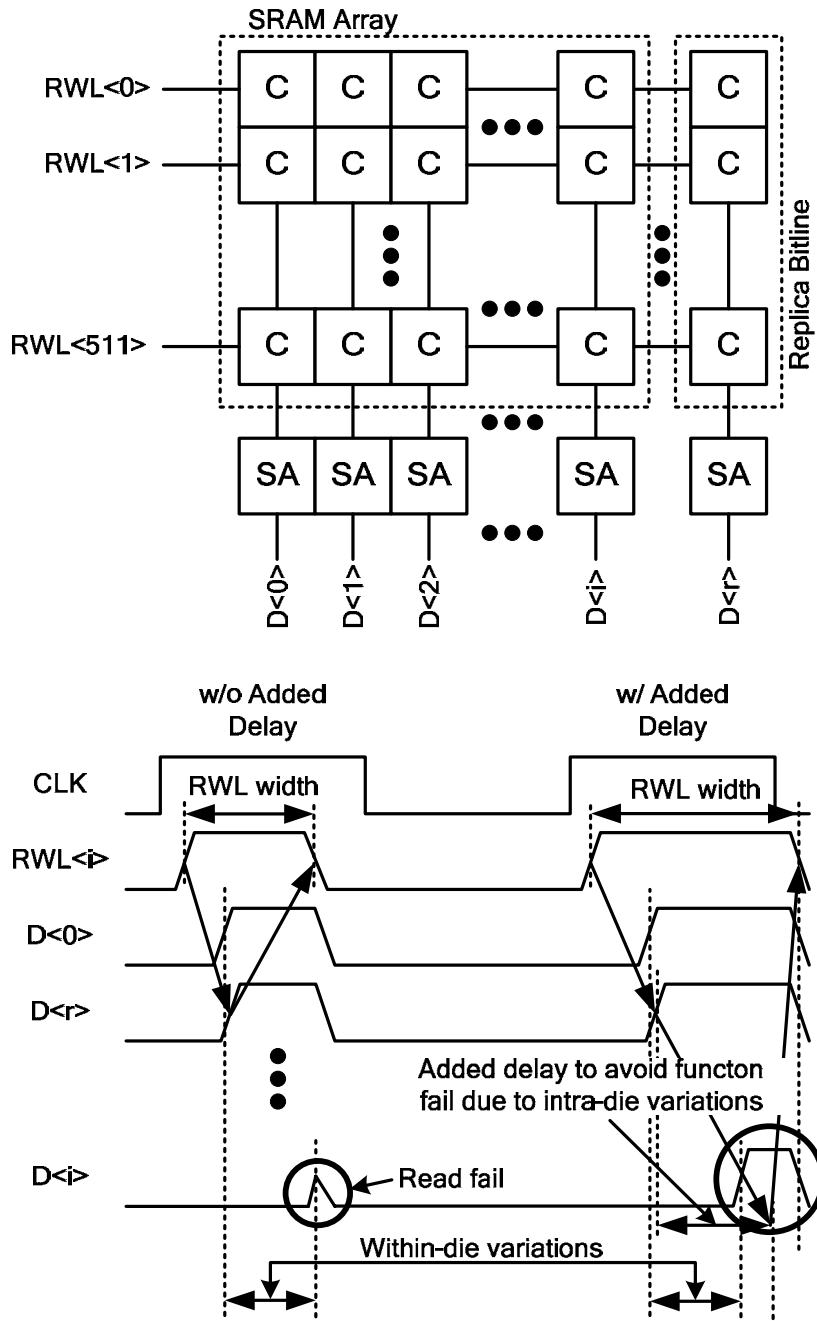 SRAM Array
RWL<0>
C C C C C
RWL<1>
C C C C C
Replica Bitline
RWL<511>
C C C C C
SA SA SA SA SA
D<0> D<1> D<2> D<i> D<r>
w/o Added
Delay
w/ Added
Delay
CLK
RWL width
RWL width
RWL<i>
D<0>
D<r>
Added delay to avoid functon
fail due to intra-die variations
D<i>
Read fail
Within-die variations